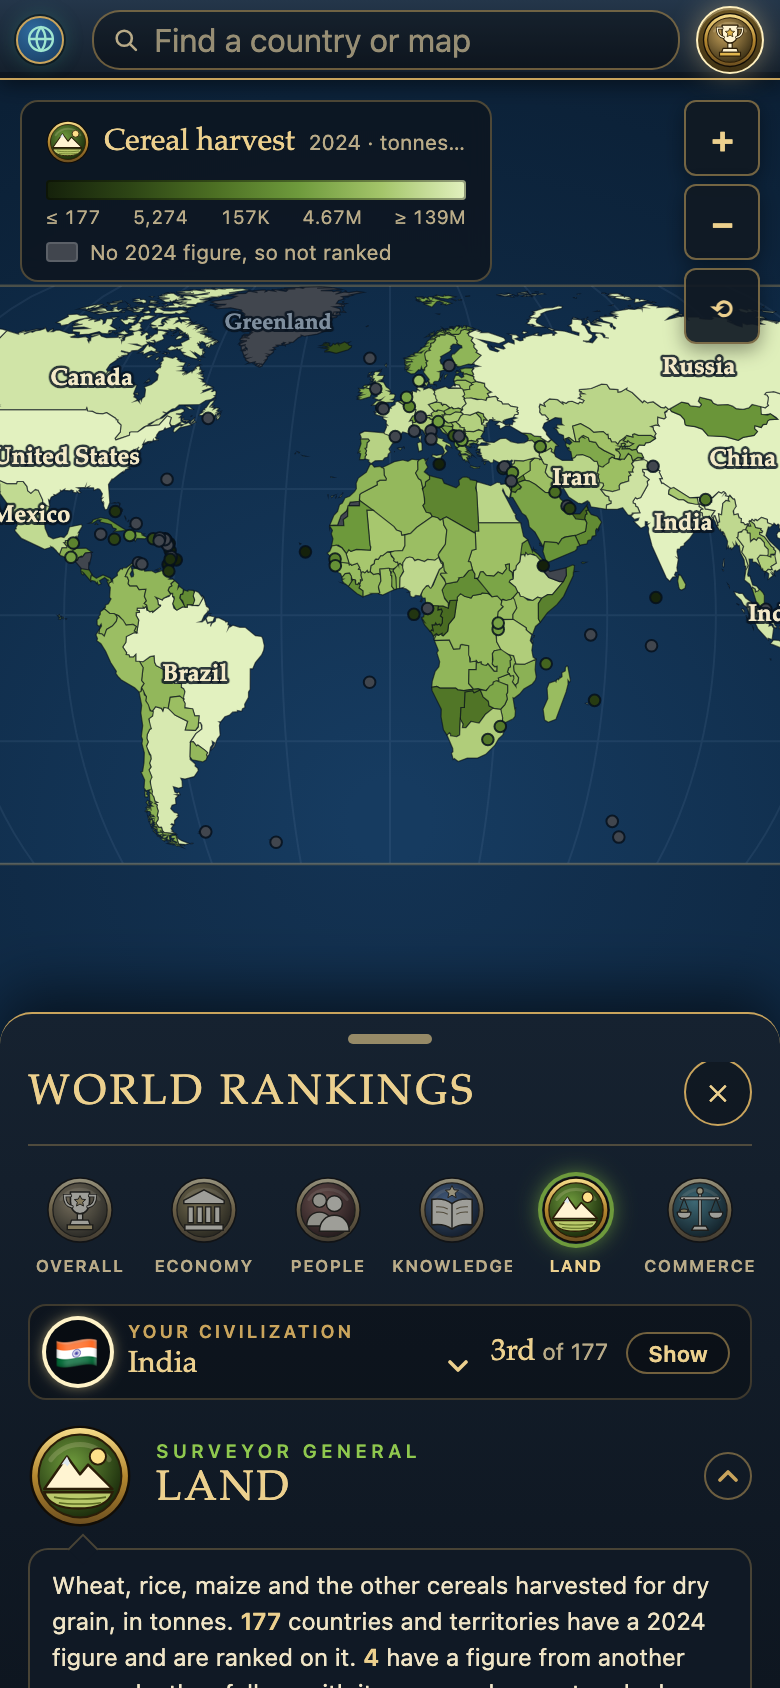 Find a country or map
Cereal harvest 2024 · tonnes...
≤ 177 5,274 157K 4.67M ≥ 139M
No 2024 figure, so not ranked
+
−
Greenland
Canada
Russia
United States
China
Iran
Mexico
India
Ind
Brazil
WORLD RANKINGS
OVERALL ECONOMY PEOPLE KNOWLEDGE LAND COMMERCE
YOUR CIVILIZATION
India
3rd of 177
Show
SURVEYOR GENERAL
LAND
Wheat, rice, maize and the other cereals harvested for dry
grain, in tonnes. 177 countries and territories have a 2024
figure and are ranked on it. 4 have a figure from another